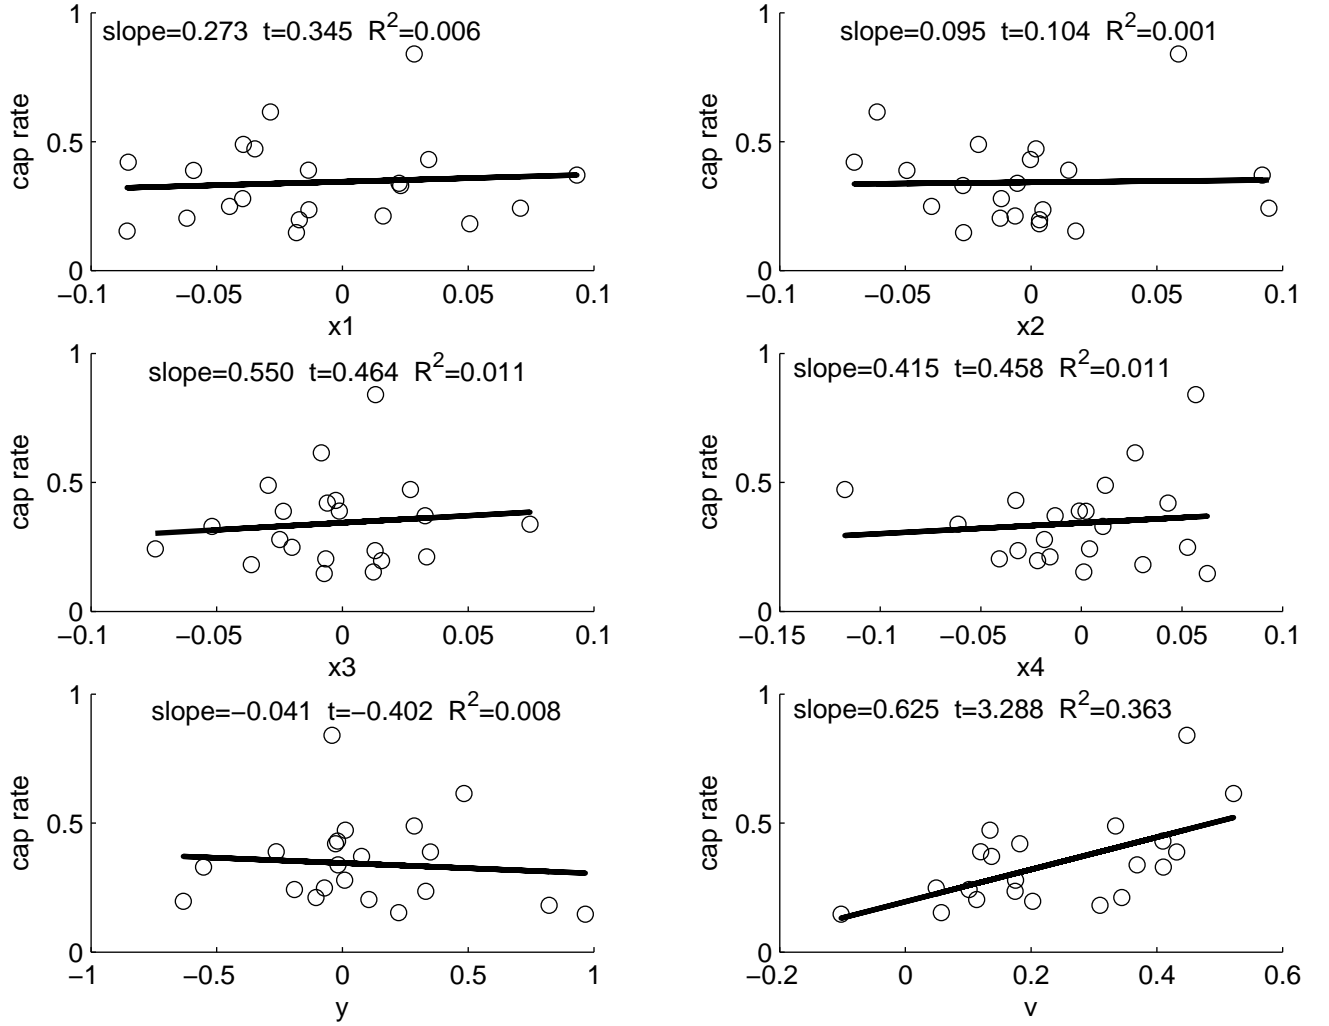 slope=0.273 t=0.345 R²=0.006
1
0.5
0
cap rate
−0.1 −0.05 0 0.05 0.1
x1
slope=0.095 t=0.104 R²=0.001
1
0.5
0
cap rate
−0.1 −0.05 0 0.05 0.1
x2
slope=0.550 t=0.464 R²=0.011
1
0.5
0
cap rate
−0.1 −0.05 0 0.05 0.1
x3
slope=0.415 t=0.458 R²=0.011
1
0.5
0
cap rate
−0.15 −0.1 −0.05 0 0.05 0.1
x4
slope=−0.041 t=−0.402 R²=0.008
1
0.5
0
cap rate
−1 −0.5 0 0.5 1
y
slope=0.625 t=3.288 R²=0.363
1
0.5
0
cap rate
−0.2 0 0.2 0.4 0.6
v